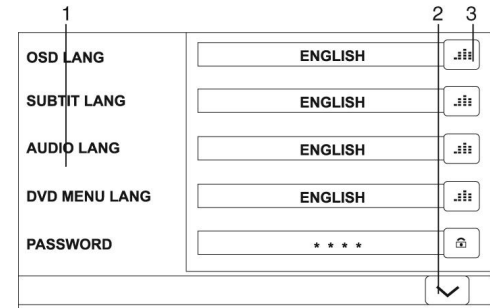 1 2 3
OSD LANG ENGLISH
SUBTIT LANG ENGLISH
AUDIO LANG ENGLISH
DVD MENU LANG ENGLISH
PASSWORD * * * *